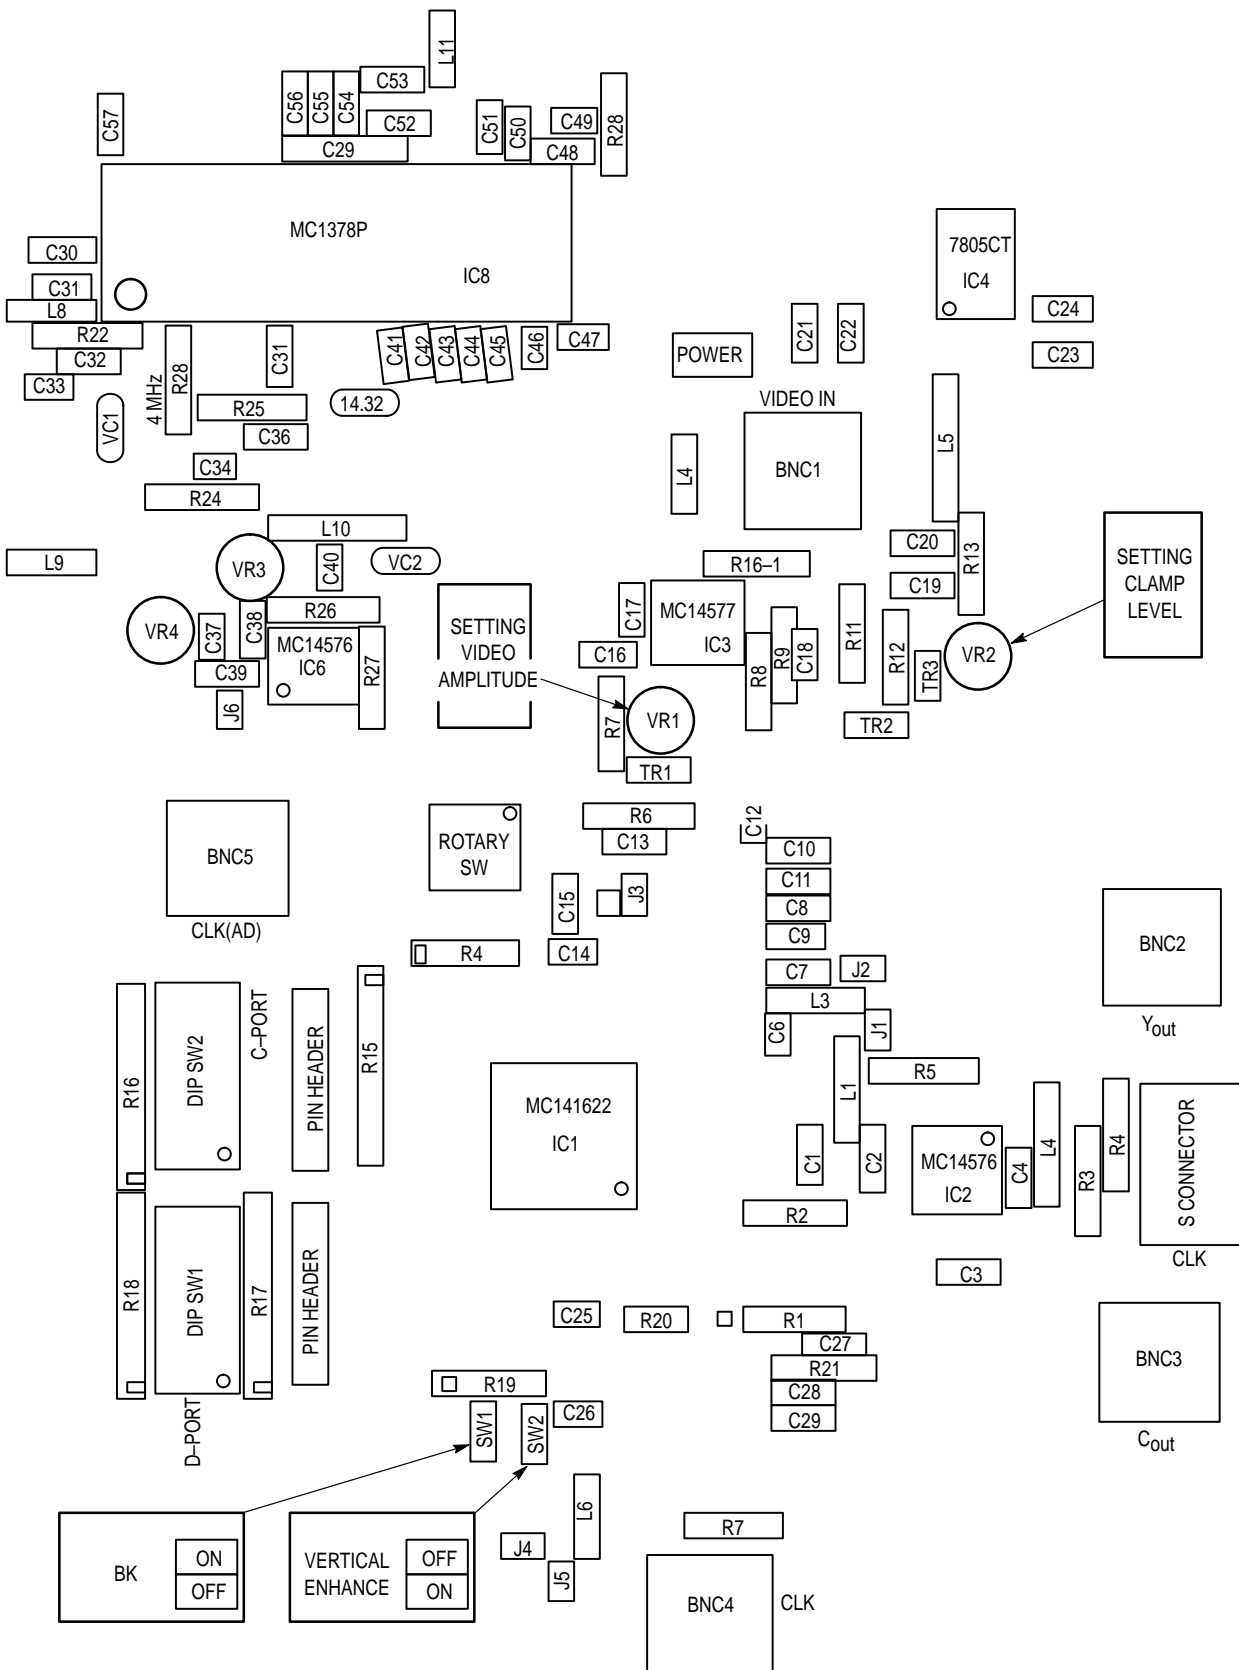 L11
C53
C56
C55
C54
C52
C57
C29
C51
C50
C49
C48
R28
MC1378P
IC8
7805CT
IC4
C30
C31
L8
R22
C32
C33
VC1
4 MHz
R28
C31
R25
C36
14.32
C41
C42
C43
C44
C45
C46
C47
POWER
C21
C22
C24
C23
VIDEO IN
BNC1
L4
L5
C34
R24
L10
L9
VR3
C40
VC2
R16–1
C20
C19
R13
SETTING
CLAMP
LEVEL
VR4
C37
C38
R26
MC14576
IC6
R27
C39
J6
SETTING
VIDEO
AMPLITUDE
C17
C16
MC14577
IC3
R8
R9
C18
R11
R12
TR3
VR2
TR2
R7
VR1
TR1
BNC5
CLK(AD)
ROTARY
SW
R6
C13
C12
C10
C11
C8
C9
C15
J3
C14
R4
C7
J2
L3
C6
J1
BNC2
Yout
R16
DIP SW2
C–PORT
PIN HEADER
R15
MC141622
IC1
L1
R5
C1
C2
MC14576
IC2
C4
L4
R3
R4
S CONNECTOR
CLK
R2
C3
R18
DIP SW1
R17
PIN HEADER
D–PORT
C25
R20
R1
C27
R21
C28
C29
BNC3
Cout
R19
SW1
SW2
C26
L6
BK
ON
OFF
VERTICAL
ENHANCE
OFF
ON
J4
J5
R7
BNC4
CLK